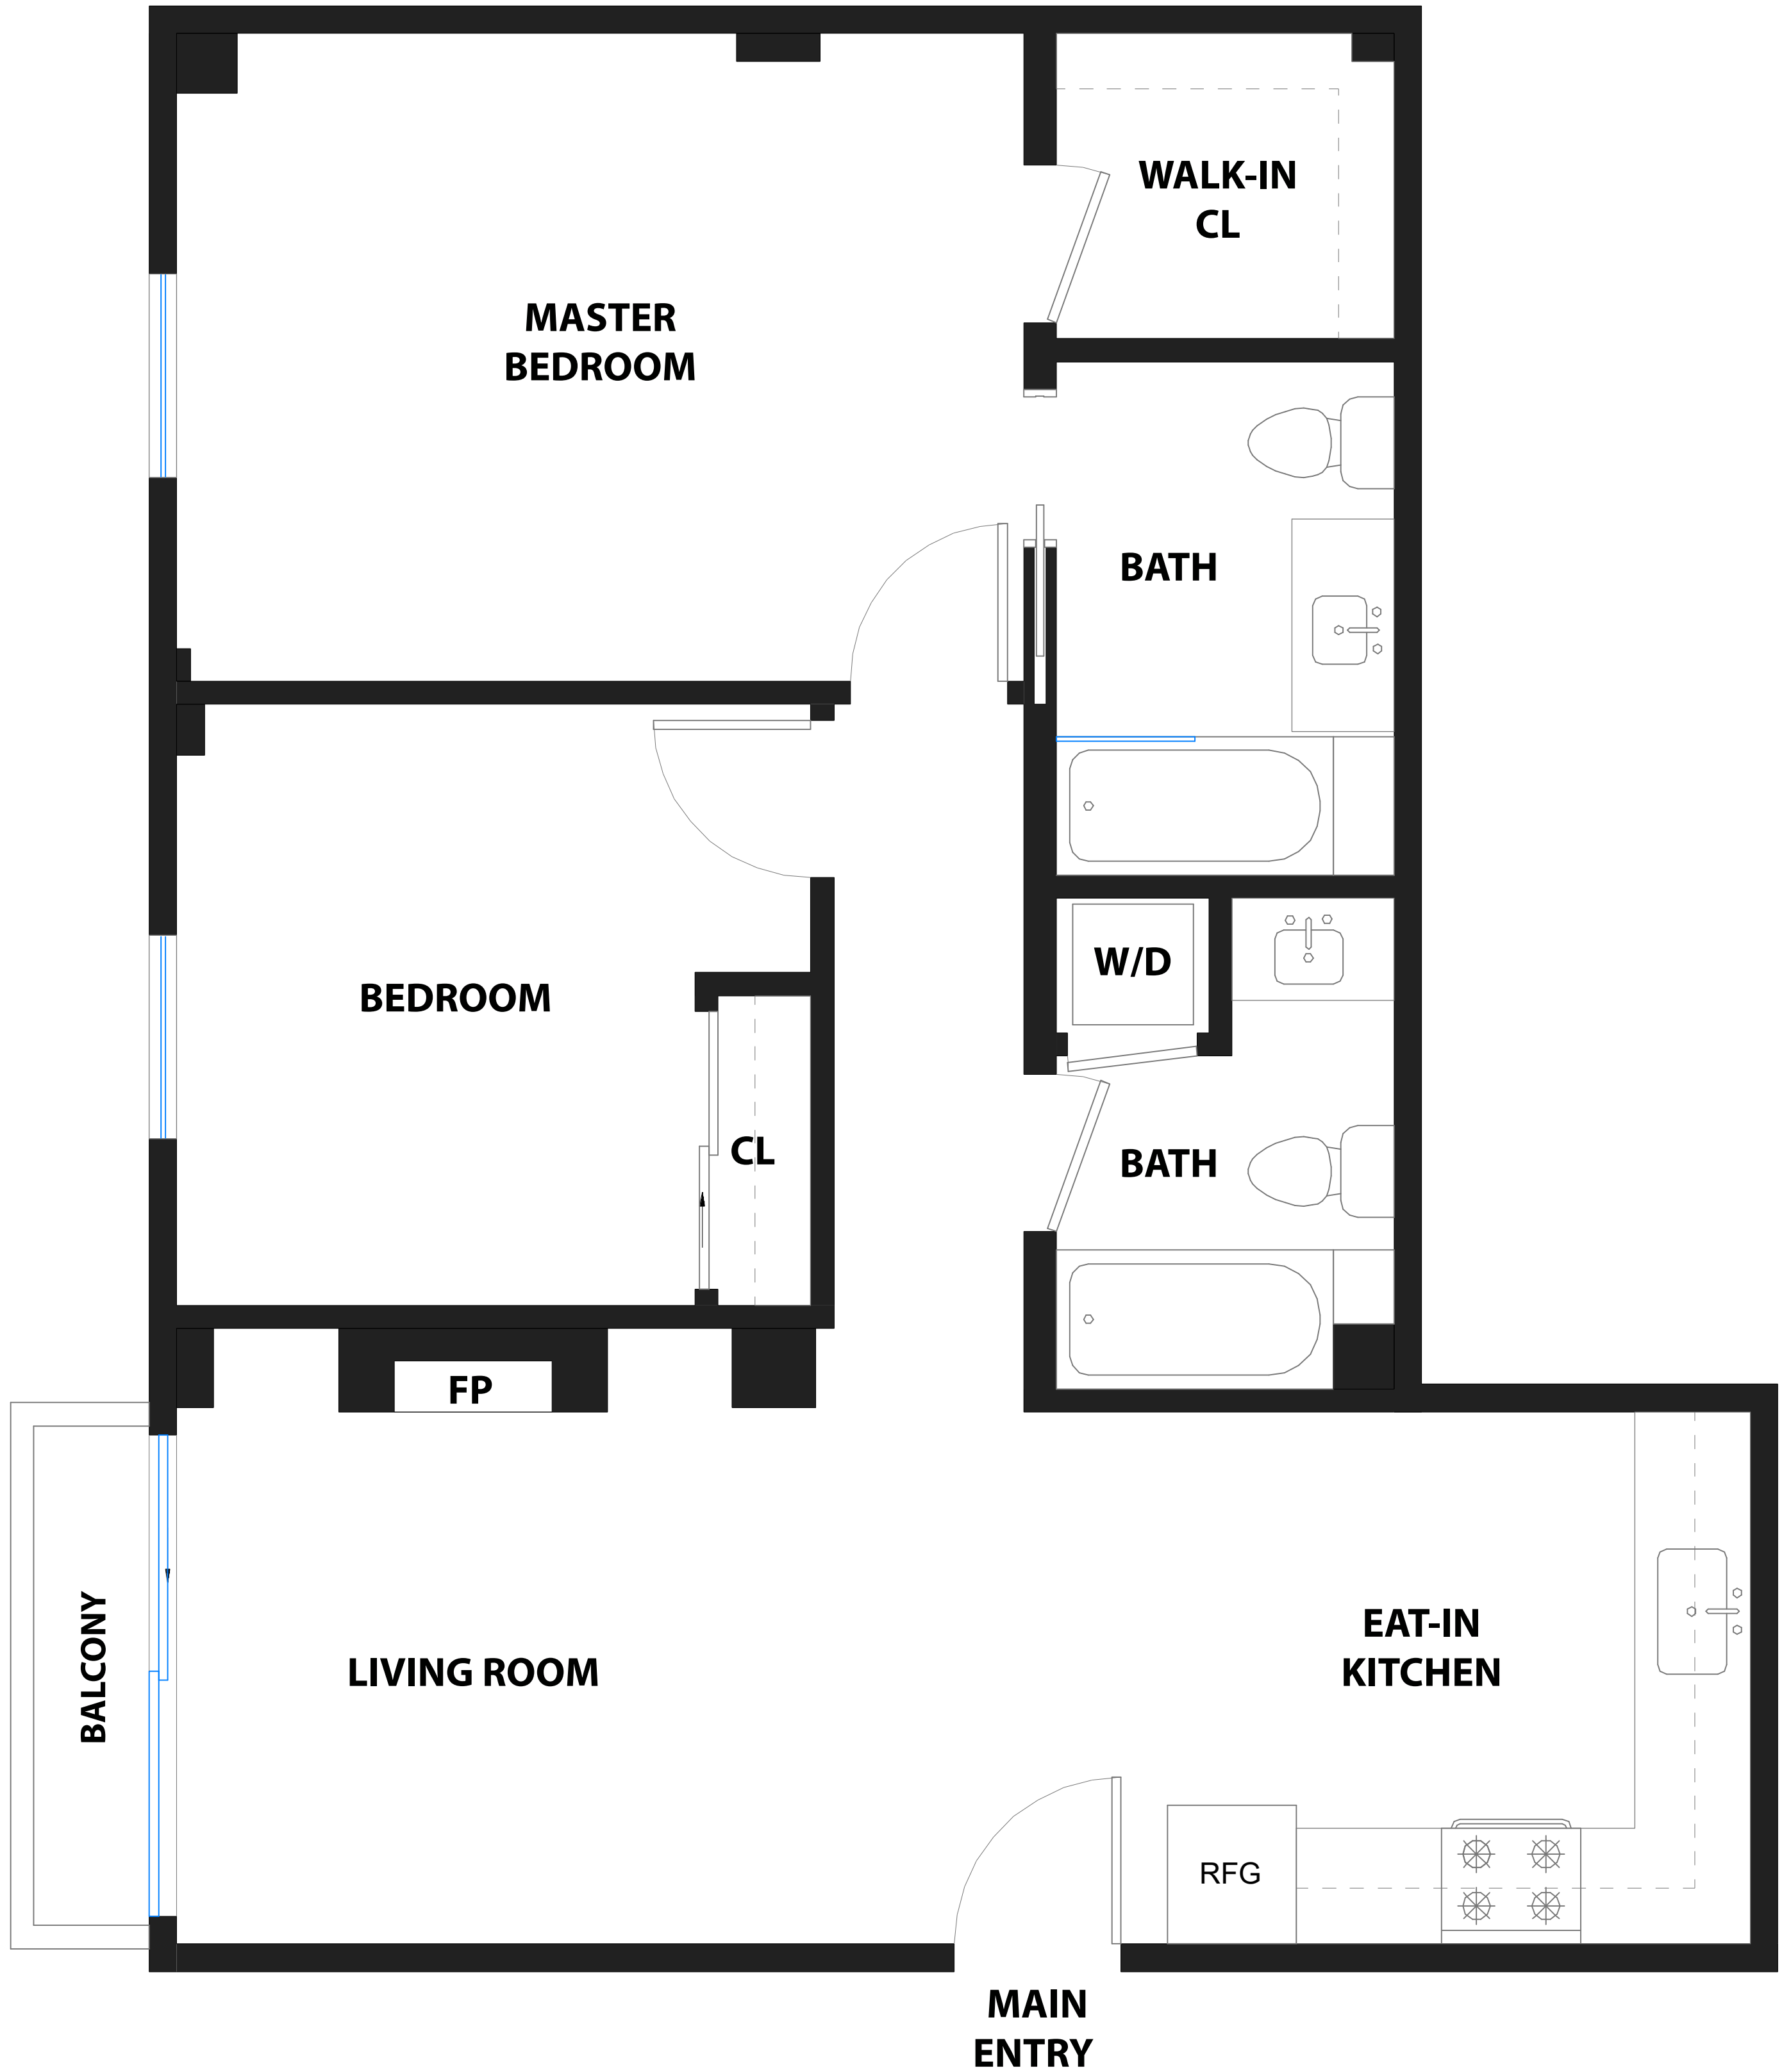 WALK-IN
CL
MASTER
BEDROOM
BATH
W/D
BEDROOM
CL
BATH
FP
BALCONY
LIVING ROOM
EAT-IN
KITCHEN
RFG
MAIN
ENTRY